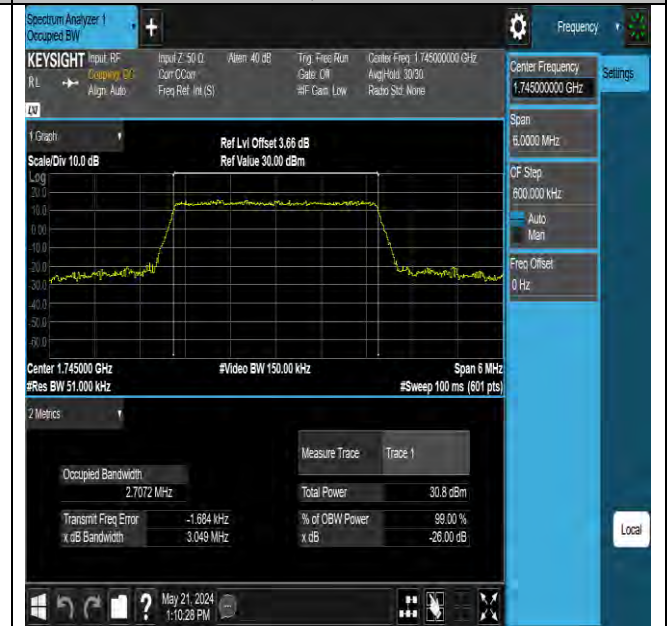 Spectrum Analyzer 1
Occupied BW
+
Frequency
KEYSIGHT
Input: RF
Coupling: DC
Align: Auto
RL
LXI
Input Z: 50 Ω
Corr CCorr
Freq Ref: Int (S)
Atten: 40 dB
Trig: Free Run
Gate: Off
#IF Gain: Low
Center Freq: 1.745000000 GHz
Avg|Hold: 30/30
Radio Std: None
Center Frequency
1.745000000 GHz
Settings
Span
6.0000 MHz
CF Step
600.000 kHz
Auto
Man
Freq Offset
0 Hz
1 Graph
Scale/Div 10.0 dB
Ref Lvl Offset 3.66 dB
Ref Value 30.00 dBm
Log
20.0
10.0
0.00
-10.0
-20.0
-30.0
-40.0
-50.0
-60.0
Center 1.745000 GHz
#Video BW 150.00 kHz
Span 6 MHz
#Res BW 51.000 kHz
#Sweep 100 ms (601 pts)
2 Metrics
Measure Trace Trace 1
Occupied Bandwidth
2.7072 MHz
Total Power 30.8 dBm
Transmit Freq Error -1.684 kHz
% of OBW Power 99.00 %
x dB Bandwidth 3.049 MHz
x dB -26.00 dB
Local
?
May 21, 2024
1:10:28 PM